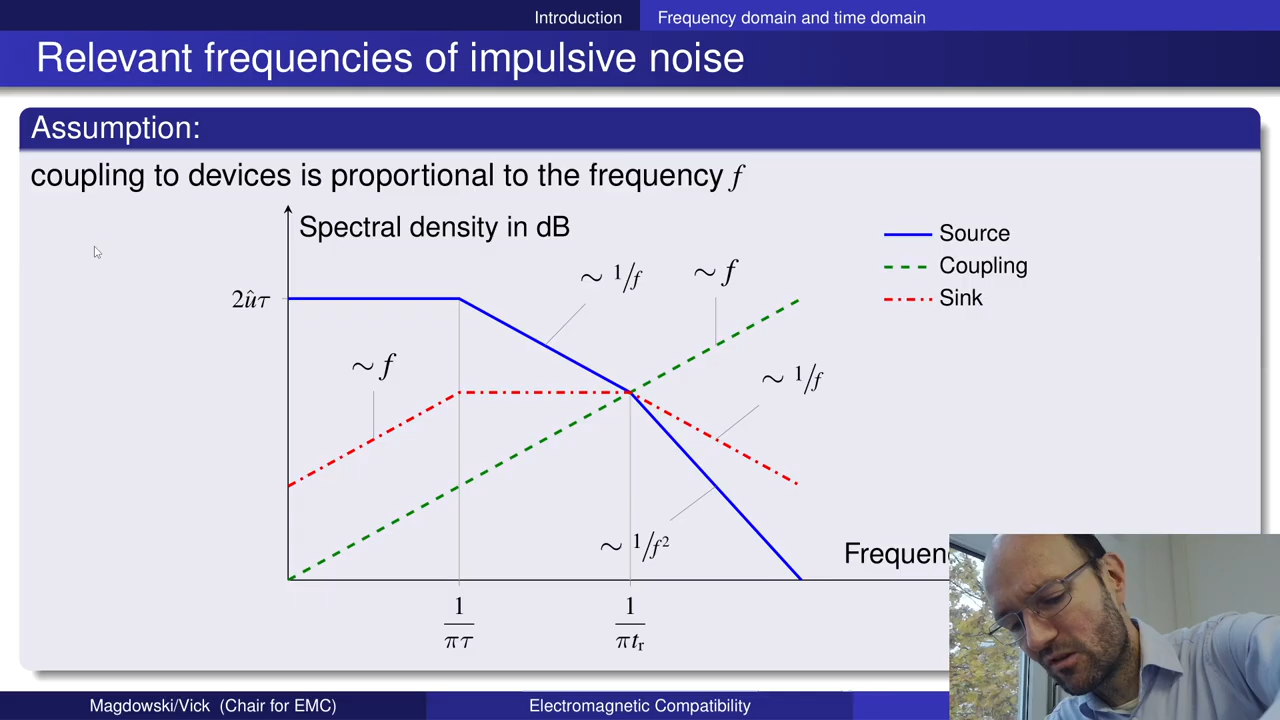 Introduction Frequency domain and time domain
Relevant frequencies of impulsive noise
Assumption:
coupling to devices is proportional to the frequency f
Spectral density in dB
Source
Coupling
Sink
2ûτ
∼ 1/f
∼ f
∼ f
∼ 1/f
∼ 1/f²
Frequen
1/πτ
1/πtᵣ
Magdowski/Vick (Chair for EMC) Electromagnetic Compatibility